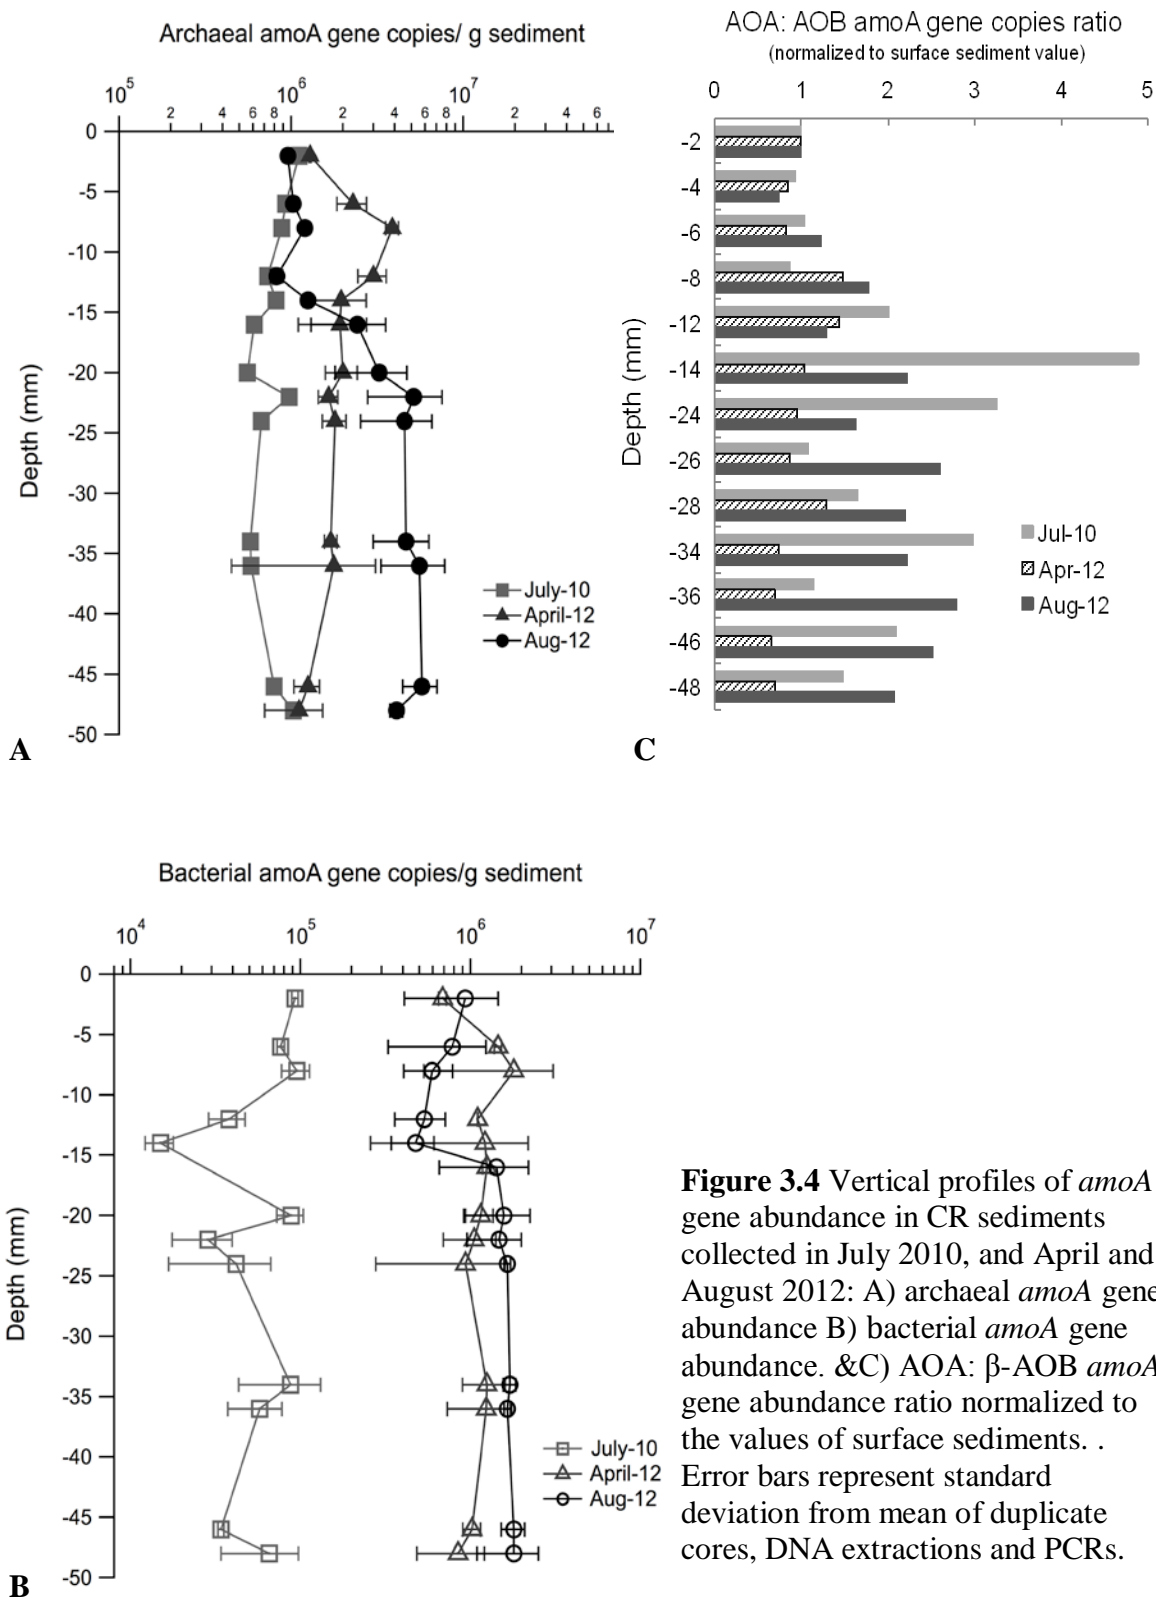 Archaeal amoA gene copies/ g sediment
10^5 10^6 10^7
2 4 6 8 2 4 6 8 2 4 6
0
-5
-10
-15
-20
-25
-30
-35
-40
-45
-50
Depth (mm)
July-10
April-12
Aug-12
A
AOA: AOB amoA gene copies ratio
(normalized to surface sediment value)
0 1 2 3 4 5
-2
-4
-6
-8
-12
-14
-24
-26
-28
-34
-36
-46
-48
Depth (mm)
Jul-10
Apr-12
Aug-12
C
Bacterial amoA gene copies/g sediment
10^4 10^5 10^6 10^7
0
-5
-10
-15
-20
-25
-30
-35
-40
-45
-50
Depth (mm)
July-10
April-12
Aug-12
B
Figure 3.4 Vertical profiles of amoA
gene abundance in CR sediments
collected in July 2010, and April and
August 2012: A) archaeal amoA gene
abundance B) bacterial amoA gene
abundance. &C) AOA: β-AOB amoA
gene abundance ratio normalized to
the values of surface sediments. .
Error bars represent standard
deviation from mean of duplicate
cores, DNA extractions and PCRs.